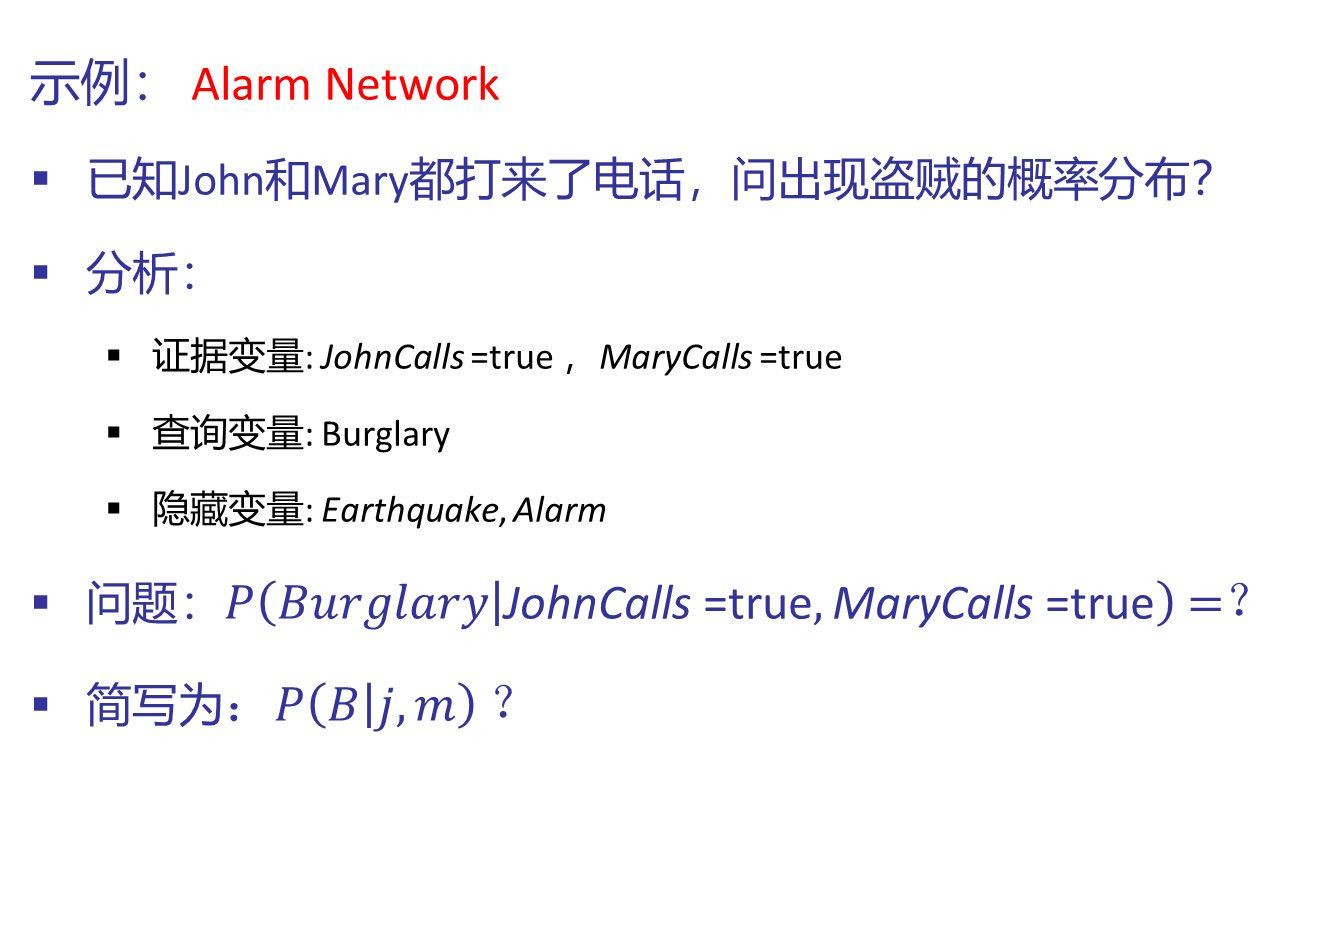 示例： Alarm Network
▪ 已知John和Mary都打来了电话，问出现盗贼的概率分布？
▪ 分析：
▪ 证据变量: JohnCalls =true ，MaryCalls =true
▪ 查询变量: Burglary
▪ 隐藏变量: Earthquake, Alarm
▪ 问题：P(Burglary|JohnCalls =true, MaryCalls =true) =?
▪ 简写为：P(B|j,m) ?